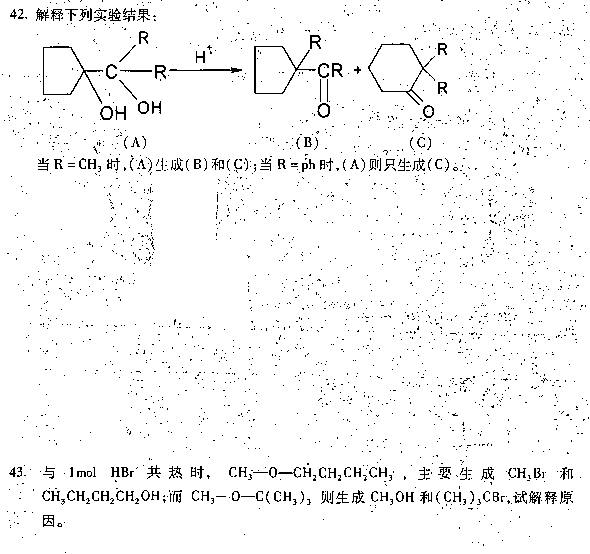 42. 解释下列实验结果:
R
C
R
H⁺
R
CR
+
R
R
OH
OH
O
O
(A)
(B)
(C)
当 R = CH₃ 时,(A)生成(B)和(C);当 R = ph 时,(A)则只生成(C)。
43. 与 1mol HBr 共热时, CH₃—O—CH₂CH₂CH₂CH₃ , 主要生成 CH₃Br 和
CH₃CH₂CH₂CH₂OH;而 CH₃—O—C(CH₃)₃ 则生成 CH₃OH 和(CH₃)₃CBr,试解释原
因。